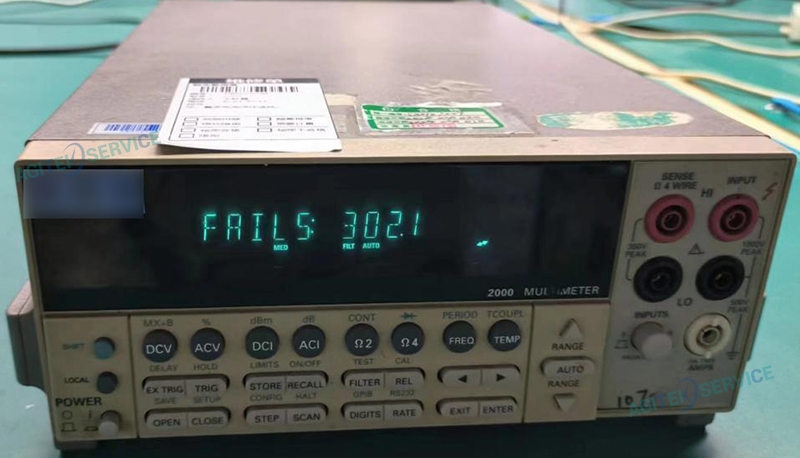 FAILS: 302.1
MED FILT AUTO
2000 MULTIMETER
SENSE
Ω 4 WIRE
INPUT
HI
350V
PEAK
1000V
PEAK
LO
500V
PEAK
INPUTS
AMPS
MX+B % dBm dB CONT PERIOD TCOUPL
SHIFT DCV ACV DCI ACI Ω2 Ω4 FREQ TEMP
DELAY HOLD LIMITS ON/OFF TEST CAL
LOCAL EX TRIG TRIG STORE RECALL FILTER REL
SAVE SETUP CONFIG HALT GPIB RS232
POWER OPEN CLOSE STEP SCAN DIGITS RATE EXIT ENTER
RANGE
AUTO
RANGE
SERVICE
SERVICE